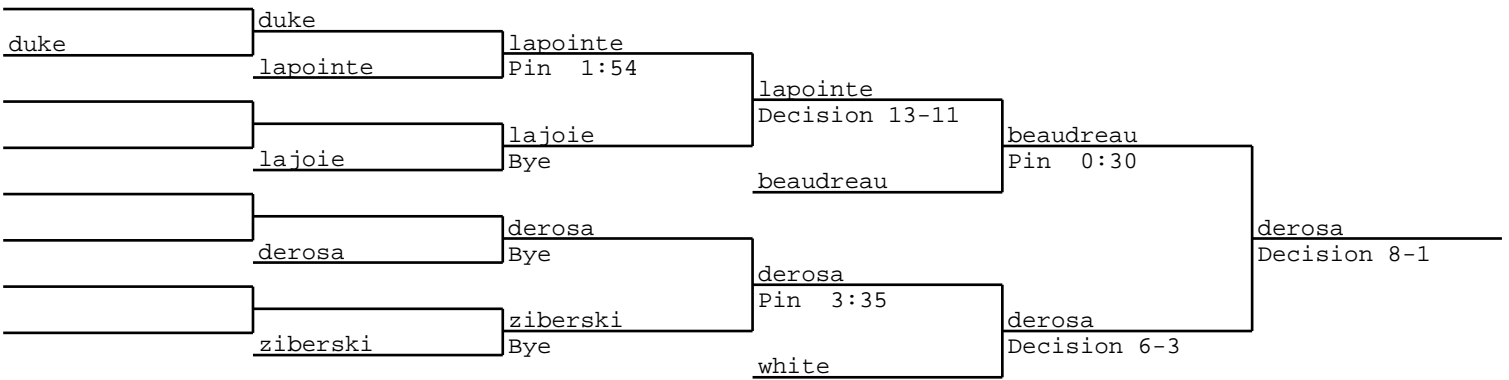 duke
duke
lapointe
lapointe
Pin 1:54
lapointe
Decision 13-11
lajoie
lajoie
Bye
beaudreau
beaudreau
Pin 0:30
derosa
derosa
Bye
derosa
Decision 8-1
derosa
Pin 3:35
ziberski
ziberski
Bye
derosa
Decision 6-3
white